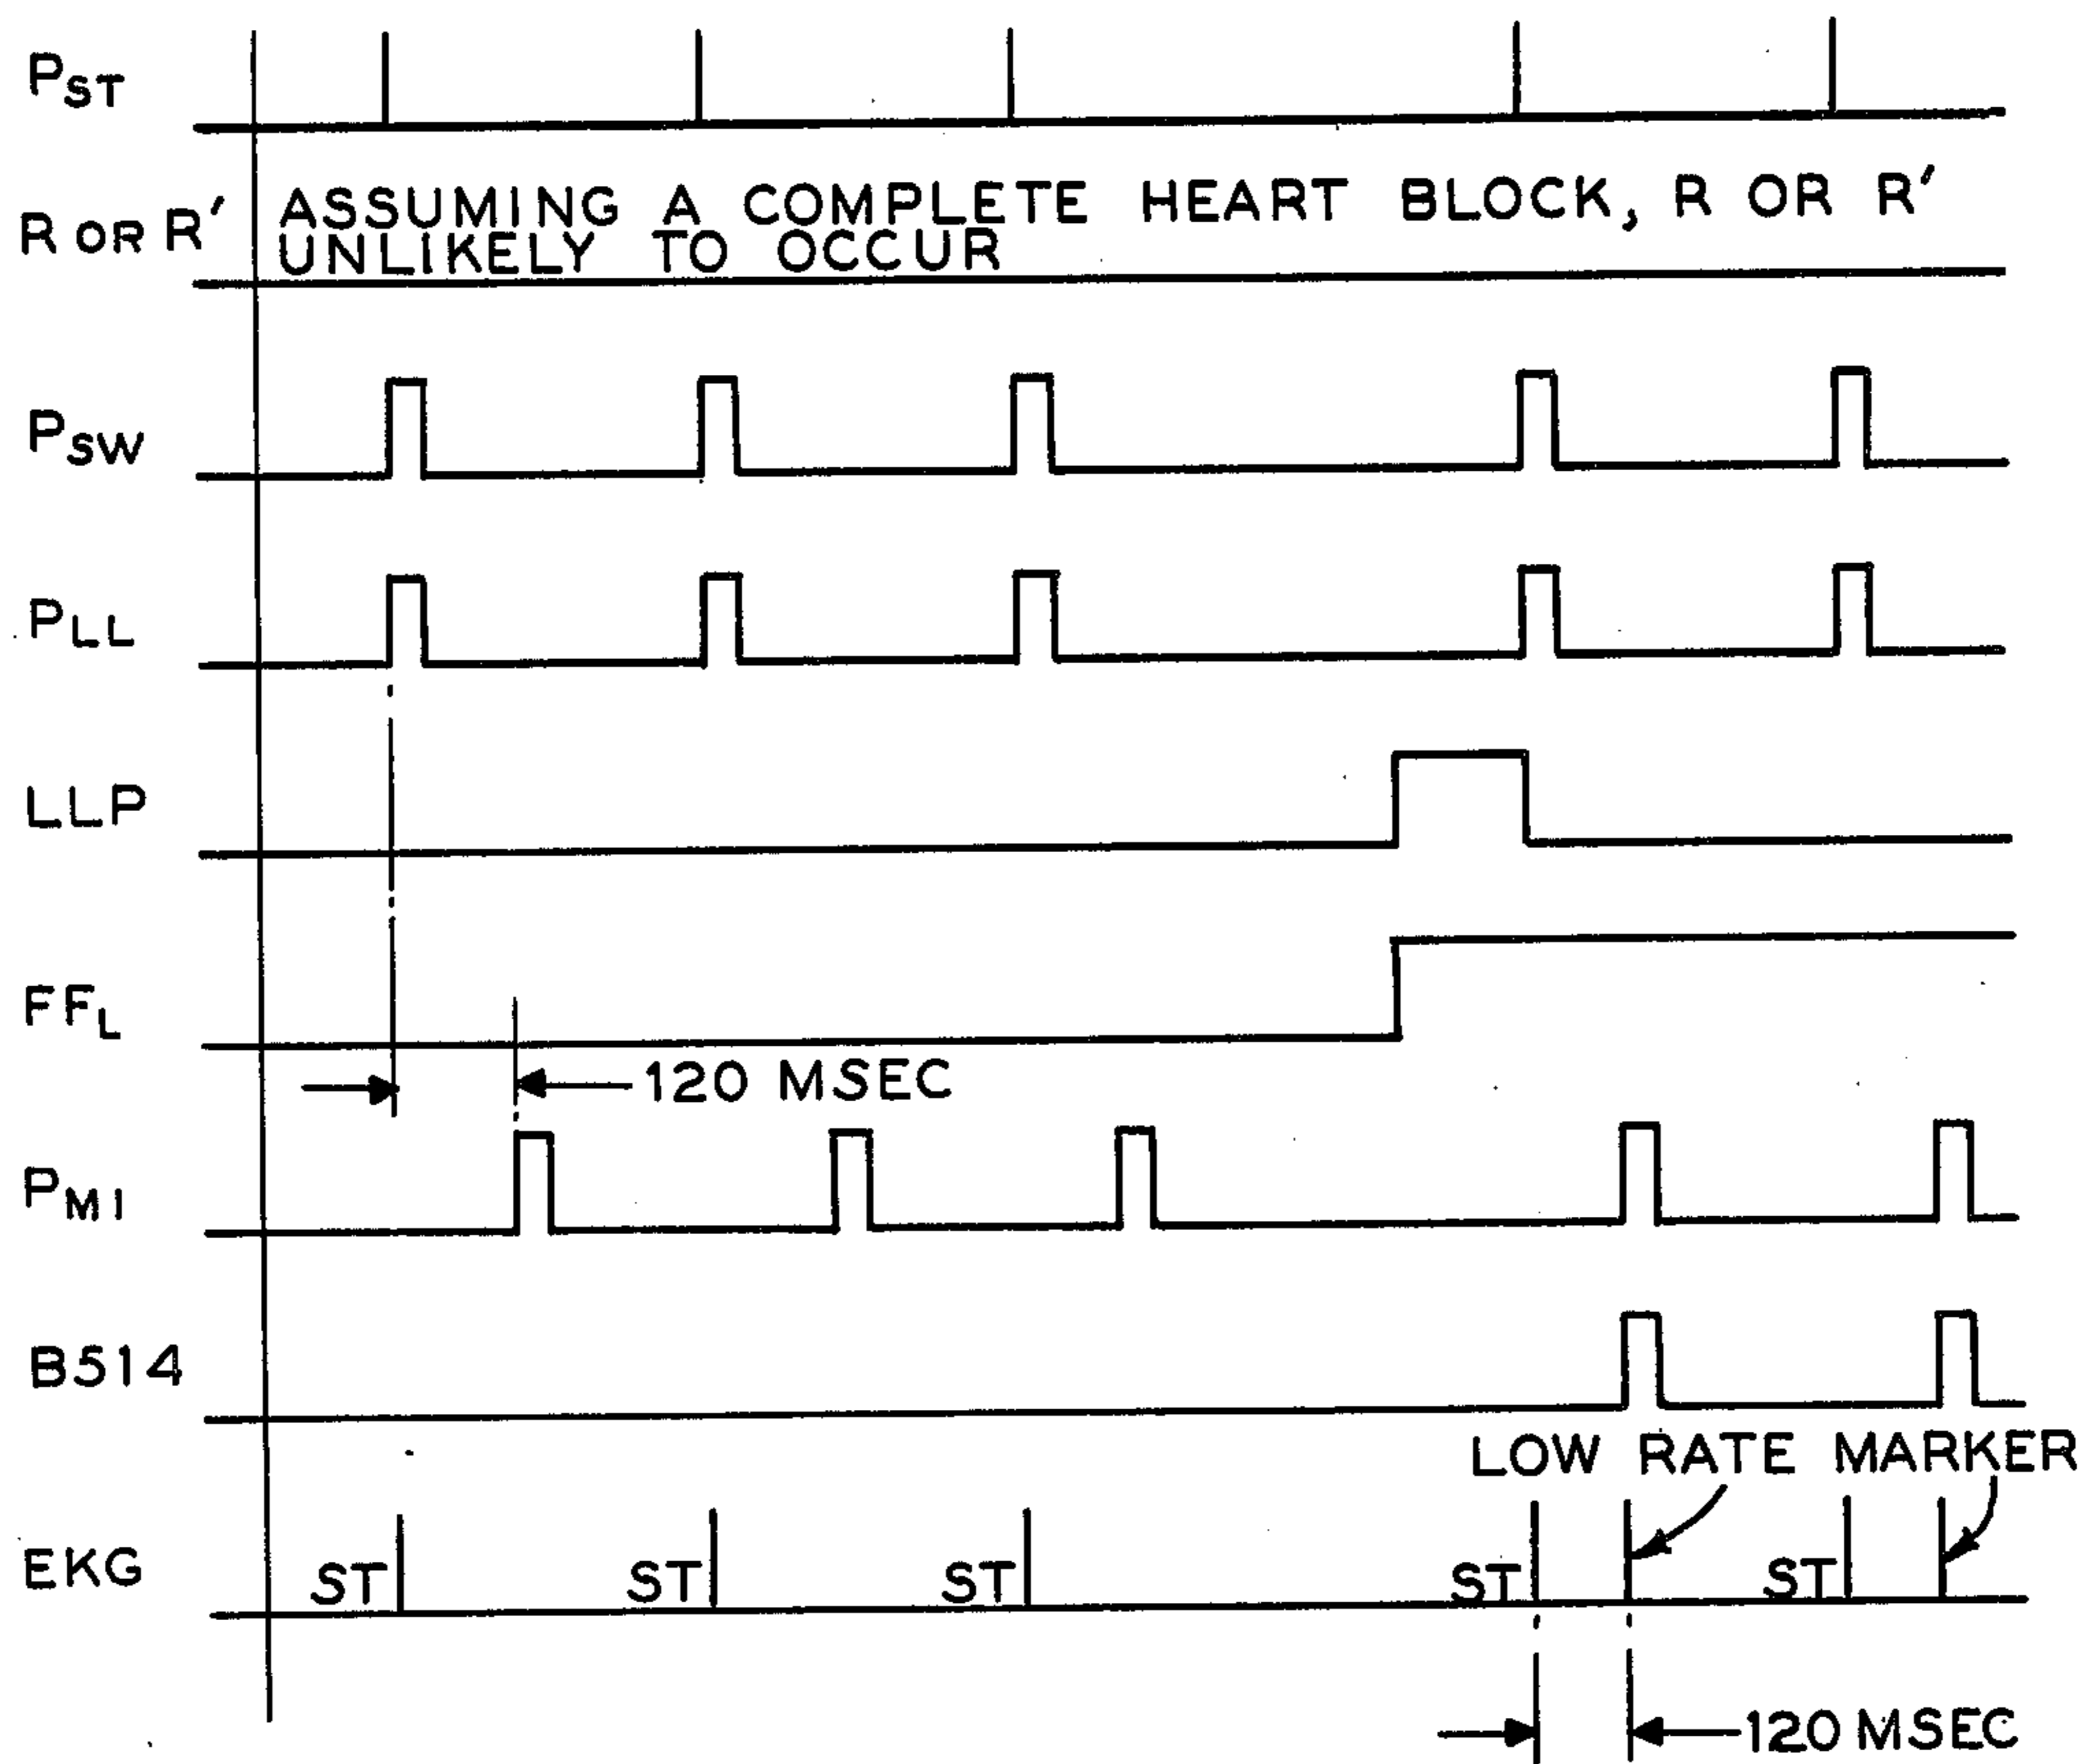 PST
R OR R' ASSUMING A COMPLETE HEART BLOCK, R OR R'
UNLIKELY TO OCCUR
PSW
PLL
LLP
FFL
120 MSEC
PM1
B514
LOW RATE MARKER
EKG ST ST ST ST ST
120 MSEC